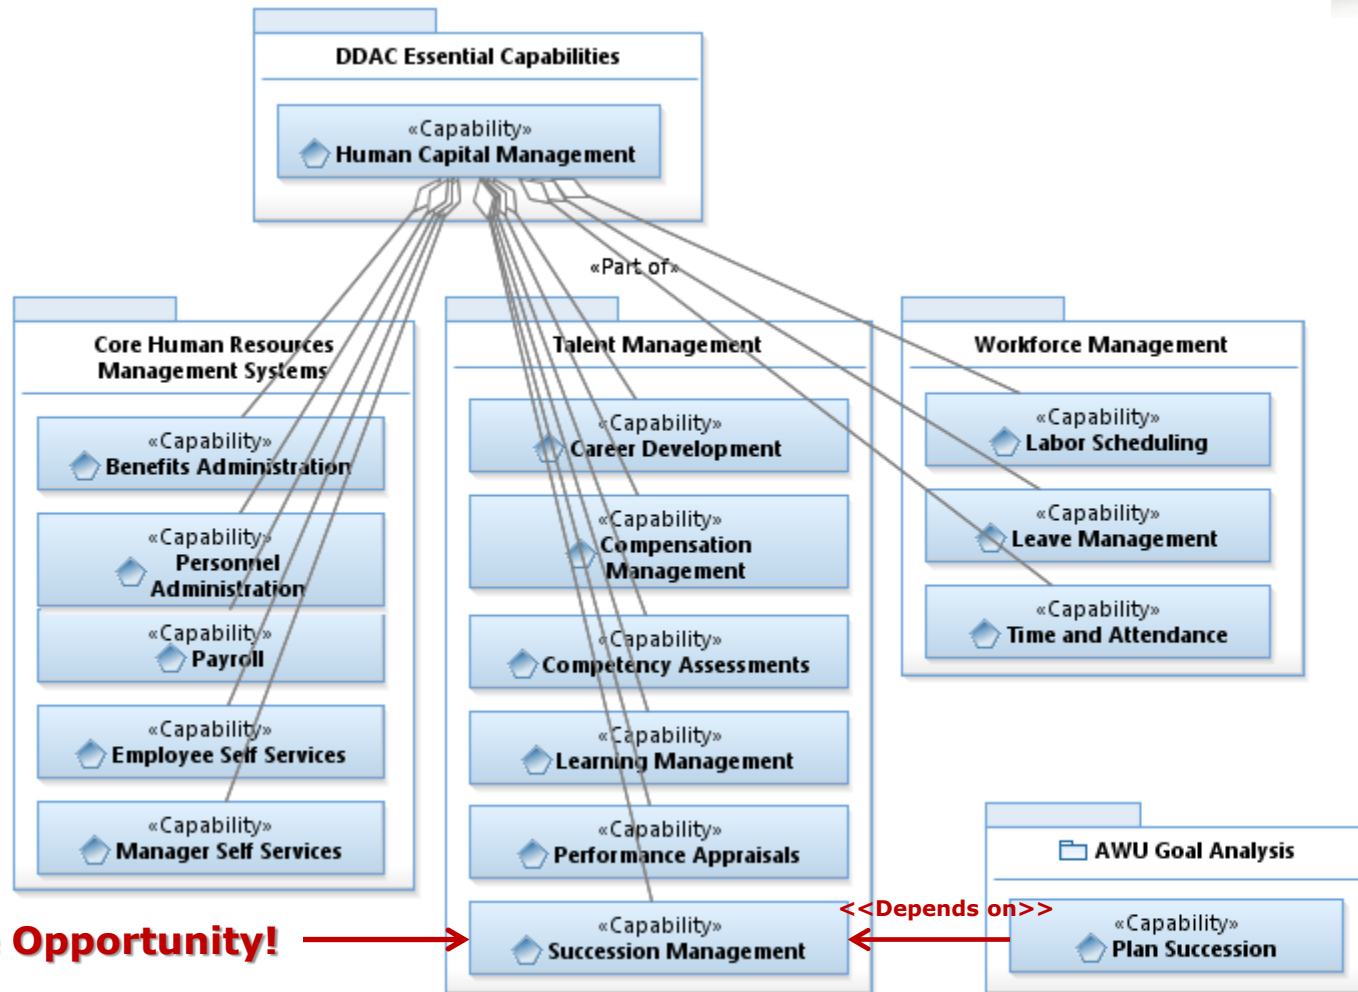 DDAC Essential Capabilities
«Capability»
Human Capital Management
«Part of»
Core Human Resources
Management Systems
«Capability»
Benefits Administration
«Capability»
Personnel
Administration
«Capability»
Payroll
«Capability»
Employee Self Services
«Capability»
Manager Self Services
Talent Management
«Capability»
Career Development
«Capability»
Compensation
Management
«Capability»
Competency Assessments
«Capability»
Learning Management
«Capability»
Performance Appraisals
«Capability»
Succession Management
Workforce Management
«Capability»
Labor Scheduling
«Capability»
Leave Management
«Capability»
Time and Attendance
AWU Goal Analysis
«Capability»
Plan Succession
<<Depends on>>
Opportunity!